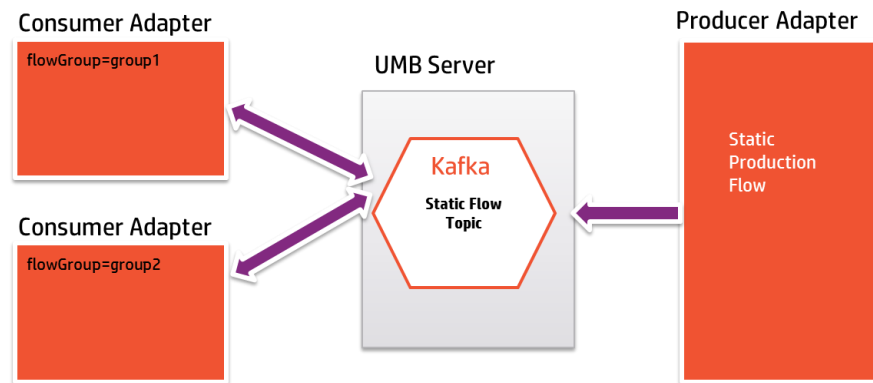 Consumer Adapter
flowGroup=group1
UMB Server
Producer Adapter
Kafka
Static Flow
Topic
Static
Production
Flow
Consumer Adapter
flowGroup=group2